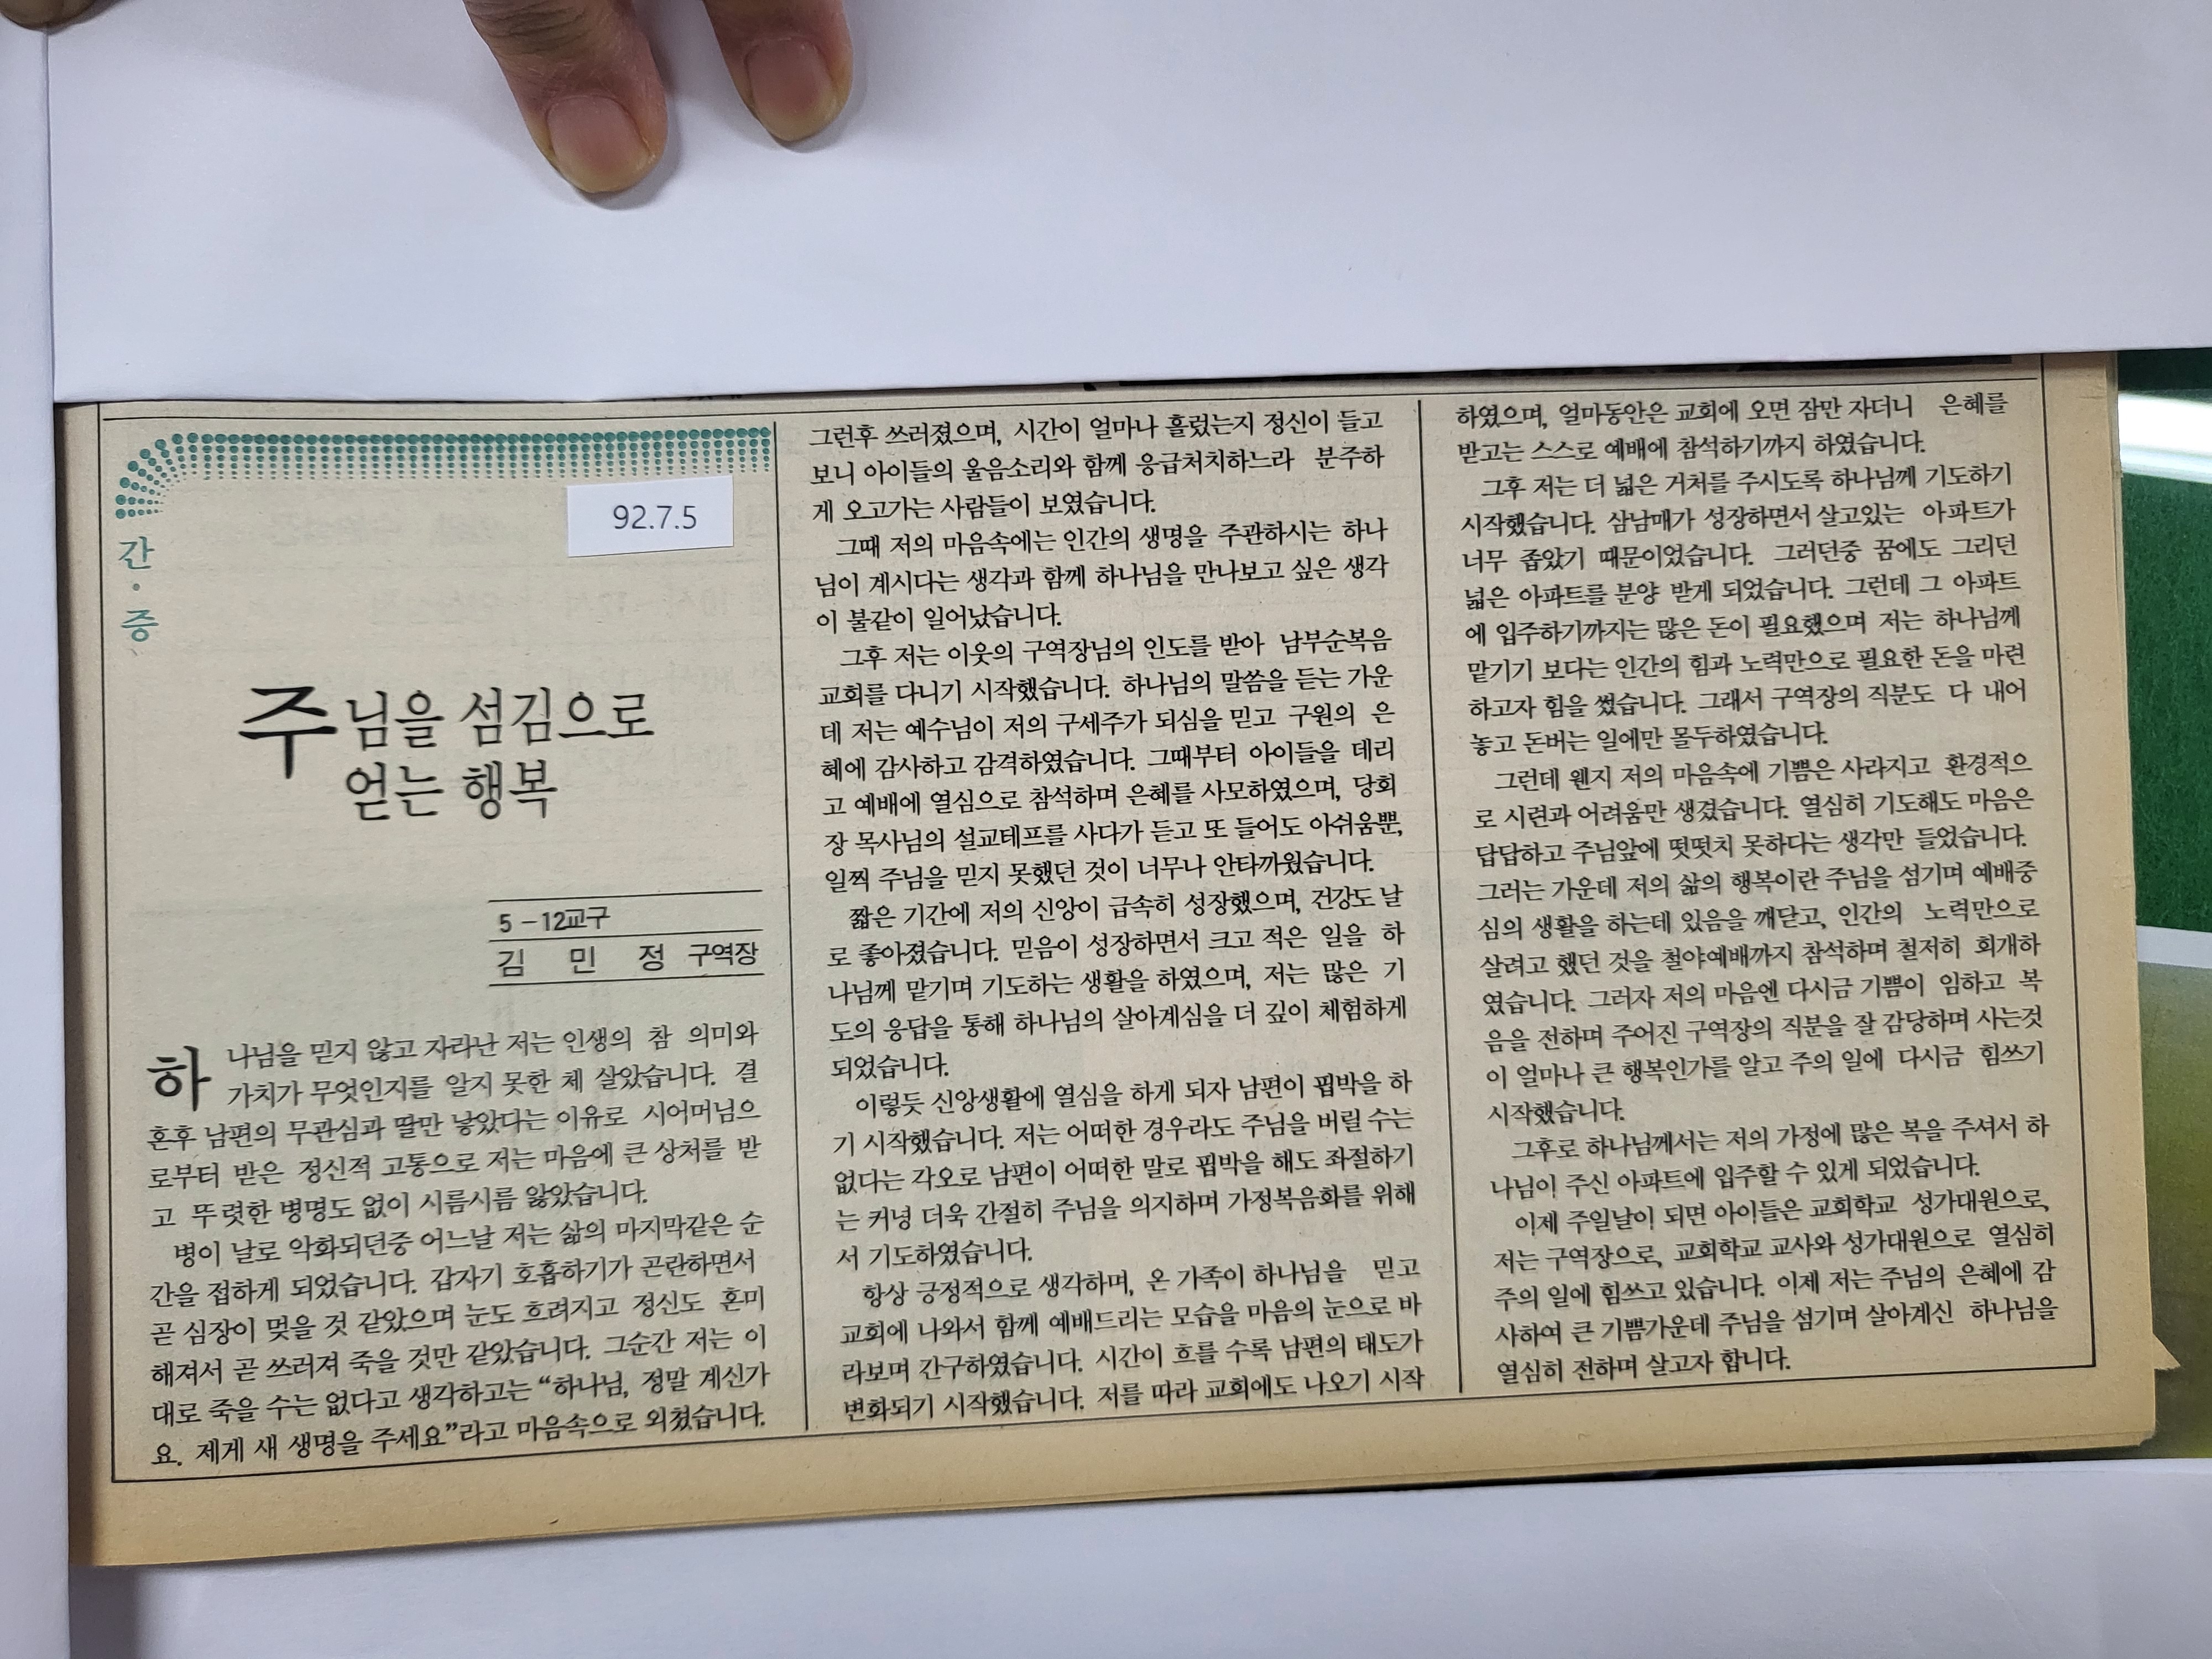 간·증
92.7.5
주님을 섬김으로
얻는 행복
5-12교구
김 민 정 구역장
하나님을 믿지 않고 자라난 저는 인생의 참 의미와
가치가 무엇인지를 알지 못한 체 살았습니다. 결
혼후 남편의 무관심과 딸만 낳았다는 이유로 시어머님으
로부터 받은 정신적 고통으로 저는 마음에 큰 상처를 받
고 뚜렷한 병명도 없이 시름시름 앓았습니다.
병이 날로 악화되던중 어느날 저는 삶의 마지막같은 순
간을 접하게 되었습니다. 갑자기 호흡하기가 곤란하면서
곧 심장이 멎을 것 같았으며 눈도 흐려지고 정신도 혼미
해져서 곧 쓰러져 죽을 것만 같았습니다. 그순간 저는 이
대로 죽을 수는 없다고 생각하고는 “하나님, 정말 계신가
요. 제게 새 생명을 주세요”라고 마음속으로 외쳤습니다.
그런후 쓰러졌으며, 시간이 얼마나 흘렀는지 정신이 들고
보니 아이들의 울음소리와 함께 응급처치하느라 분주하
게 오고가는 사람들이 보였습니다.
그때 저의 마음속에는 인간의 생명을 주관하시는 하나
님이 계시다는 생각과 함께 하나님을 만나보고 싶은 생각
이 불같이 일어났습니다.
그후 저는 이웃의 구역장님의 인도를 받아 남부순복음
교회를 다니기 시작했습니다. 하나님의 말씀을 듣는 가운
데 저는 예수님이 저의 구세주가 되심을 믿고 구원의 은
혜에 감사하고 감격하였습니다. 그때부터 아이들을 데리
고 예배에 열심으로 참석하며 은혜를 사모하였으며, 당회
장 목사님의 설교테프를 사다가 듣고 또 들어도 아쉬움뿐,
일찍 주님을 믿지 못했던 것이 너무나 안타까웠습니다.
짧은 기간에 저의 신앙이 급속히 성장했으며, 건강도 날
로 좋아졌습니다. 믿음이 성장하면서 크고 적은 일을 하
나님께 맡기며 기도하는 생활을 하였으며, 저는 많은 기
도의 응답을 통해 하나님의 살아계심을 더 깊이 체험하게
되었습니다.
이렇듯 신앙생활에 열심을 하게 되자 남편이 핍박을 하
기 시작했습니다. 저는 어떠한 경우라도 주님을 버릴 수는
없다는 각오로 남편이 어떠한 말로 핍박을 해도 좌절하기
는 커녕 더욱 간절히 주님을 의지하며 가정복음화를 위해
서 기도하였습니다.
항상 긍정적으로 생각하며, 온 가족이 하나님을 믿고
교회에 나와서 함께 예배드리는 모습을 마음의 눈으로 바
라보며 간구하였습니다. 시간이 흐를 수록 남편의 태도가
변화되기 시작했습니다. 저를 따라 교회에도 나오기 시작
하였으며, 얼마동안은 교회에 오면 잠만 자더니 은혜를
받고는 스스로 예배에 참석하기까지 하였습니다.
그후 저는 더 넓은 거처를 주시도록 하나님께 기도하기
시작했습니다. 삼남매가 성장하면서 살고있는 아파트가
너무 좁았기 때문이었습니다. 그러던중 꿈에도 그리던
넓은 아파트를 분양 받게 되었습니다. 그런데 그 아파트
에 입주하기까지는 많은 돈이 필요했으며 저는 하나님께
맡기기 보다는 인간의 힘과 노력만으로 필요한 돈을 마련
하고자 힘을 썼습니다. 그래서 구역장의 직분도 다 내어
놓고 돈버는 일에만 몰두하였습니다.
그런데 웬지 저의 마음속에 기쁨은 사라지고 환경적으
로 시련과 어려움만 생겼습니다. 열심히 기도해도 마음은
답답하고 주님앞에 떳떳치 못하다는 생각만 들었습니다.
그러는 가운데 저의 삶의 행복이란 주님을 섬기며 예배중
심의 생활을 하는데 있음을 깨닫고, 인간의 노력만으로
살려고 했던 것을 철야예배까지 참석하며 철저히 회개하
였습니다. 그러자 저의 마음엔 다시금 기쁨이 임하고 복
음을 전하며 주어진 구역장의 직분을 잘 감당하며 사는것
이 얼마나 큰 행복인가를 알고 주의 일에 다시금 힘쓰기
시작했습니다.
그후로 하나님께서는 저의 가정에 많은 복을 주셔서 하
나님이 주신 아파트에 입주할 수 있게 되었습니다.
이제 주일날이 되면 아이들은 교회학교 성가대원으로,
저는 구역장으로, 교회학교 교사와 성가대원으로 열심히
주의 일에 힘쓰고 있습니다. 이제 저는 주님의 은혜에 감
사하여 큰 기쁨가운데 주님을 섬기며 살아계신 하나님을
열심히 전하며 살고자 합니다.